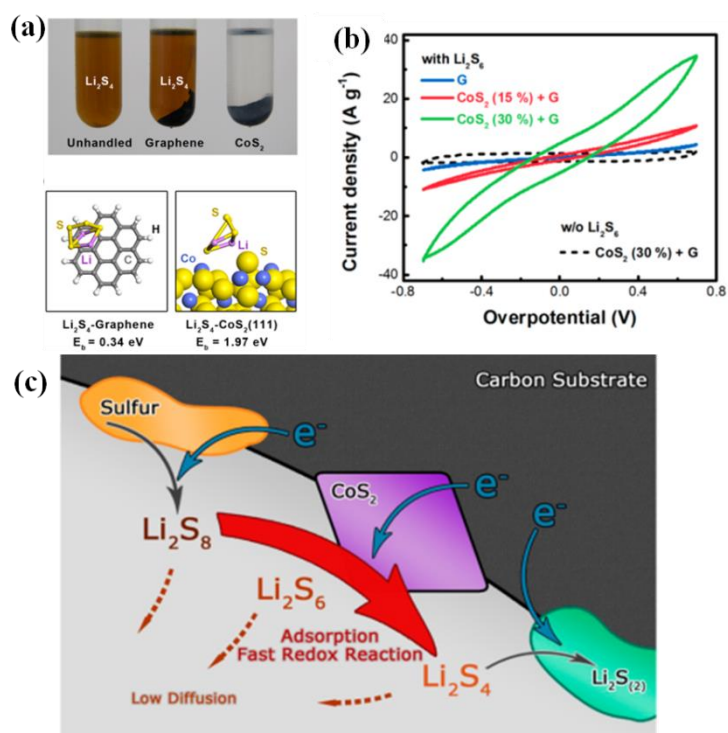 (a)
Li₂S₄ Li₂S₄
Unhandled Graphene CoS₂
S
H
Li
C
Li₂S₄-Graphene
E_b = 0.34 eV
S
Li
Co
Li₂S₄-CoS₂(111)
E_b = 1.97 eV
(b)
Current density (A g⁻¹)
40
20
0
-20
-40
with Li₂S₆
G
CoS₂ (15 %) + G
CoS₂ (30 %) + G
w/o Li₂S₆
CoS₂ (30 %) + G
-0.8 -0.4 0.0 0.4 0.8
Overpotential (V)
(c)
Carbon Substrate
Sulfur
e⁻
CoS₂
e⁻
e⁻
Li₂S₈
Li₂S₆
Adsorption
Fast Redox Reaction
Li₂S₄
Li₂S₍₂₎
Low Diffusion